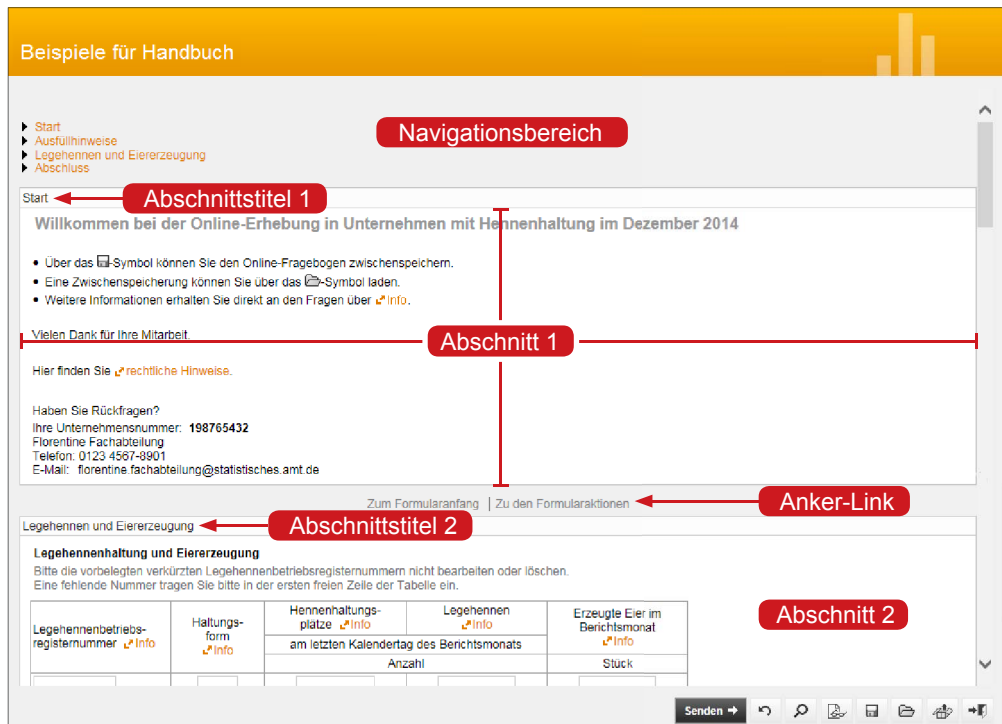 Beispiele für Handbuch
Start
Ausfüllhinweise
Legehennen und Eiererzeugung
Abschluss
Navigationsbereich
Start
Abschnittstitel 1
Willkommen bei der Online-Erhebung in Unternehmen mit Hennenhaltung im Dezember 2014
• Über das -Symbol können Sie den Online-Fragebogen zwischenspeichern.
• Eine Zwischenspeicherung können Sie über das -Symbol laden.
• Weitere Informationen erhalten Sie direkt an den Fragen über Info.
Vielen Dank für Ihre Mitarbeit.
Abschnitt 1
Hier finden Sie rechtliche Hinweise.
Haben Sie Rückfragen?
Ihre Unternehmensnummer: 198765432
Florentine Fachabteilung
Telefon: 0123 4567-8901
E-Mail: florentine.fachabteilung@statistisches.amt.de
Zum Formularanfang | Zu den Formularaktionen
Anker-Link
Legehennen und Eiererzeugung
Abschnittstitel 2
Legehennenhaltung und Eiererzeugung
Bitte die vorbelegten verkürzten Legehennenbetriebsregisternummern nicht bearbeiten oder löschen.
Eine fehlende Nummer tragen Sie bitte in der ersten freien Zeile der Tabelle ein.
Abschnitt 2
Legehennenbetriebs-
registernummer Info
Haltungs-
form
Info
Hennenhaltungs-
plätze Info
Legehennen
Info
am letzten Kalendertag des Berichtsmonats
Anzahl
Erzeugte Eier im
Berichtsmonat
Info
Stück
Senden